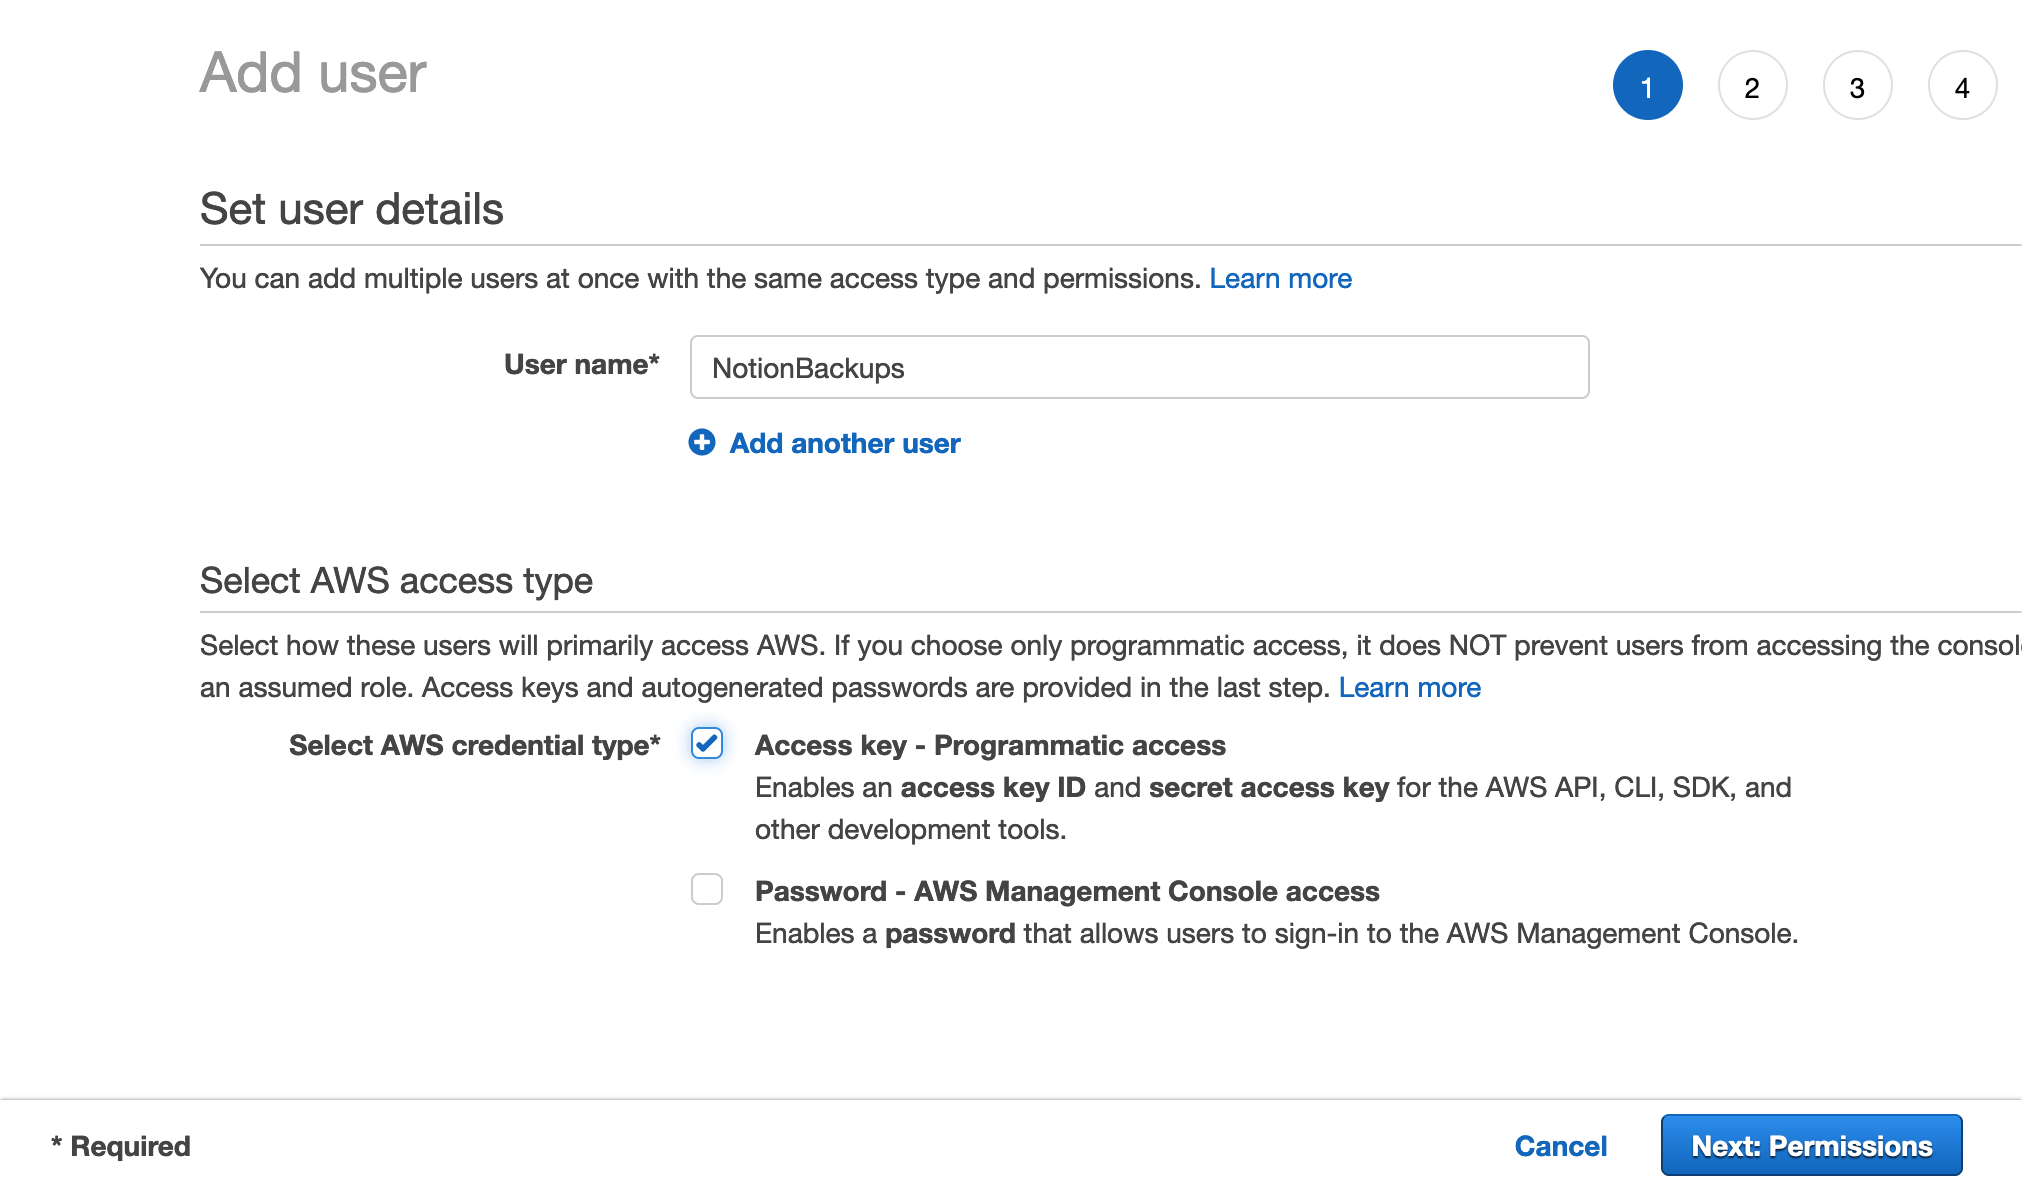 Add user
1 2 3 4
Set user details
You can add multiple users at once with the same access type and permissions. Learn more
User name* NotionBackups
Add another user
Select AWS access type
Select how these users will primarily access AWS. If you choose only programmatic access, it does NOT prevent users from accessing the
an assumed role. Access keys and autogenerated passwords are provided in the last step. Learn more
Select AWS credential type* Access key - Programmatic access
Enables an access key ID and secret access key for the AWS API, CLI, SDK, and
other development tools.
Password - AWS Management Console access
Enables a password that allows users to sign-in to the AWS Management Console.
* Required Cancel Next: Permissions